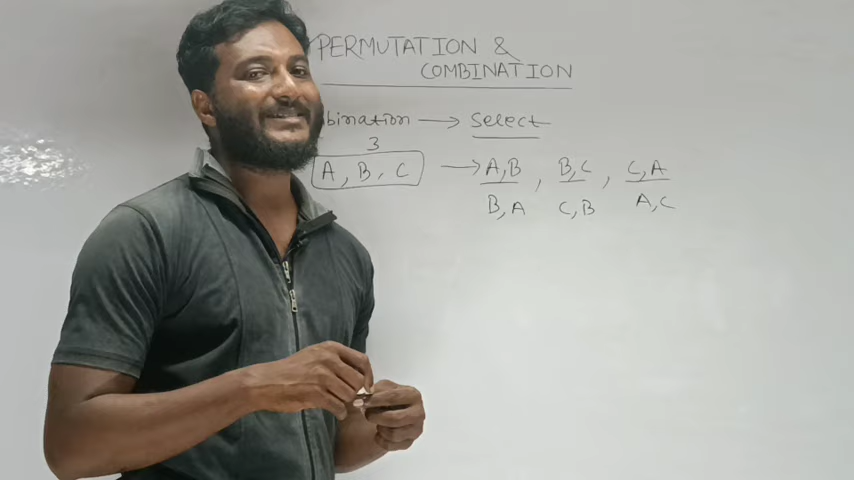 PERMUTATION &
COMBINATION
bination → Select
3
A, B, C → A,B , B,C , C,A
B,A C,B A,C